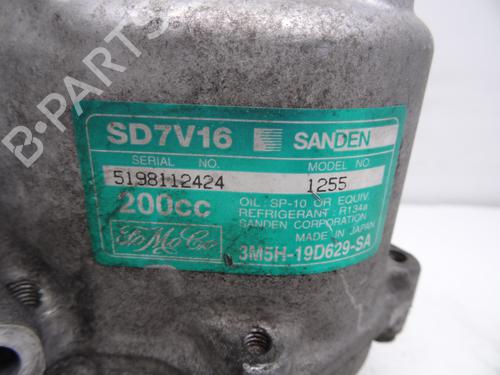 SD7V16 SANDEN
SERIAL NO. MODEL NO.
5198112424 1255
200cc OIL : SP-10 OR EQUIV.
REFRIGERANT : R134a
SANDEN CORPORATION
MADE IN JAPAN
FoMoCo 3M5H-19D629-SA